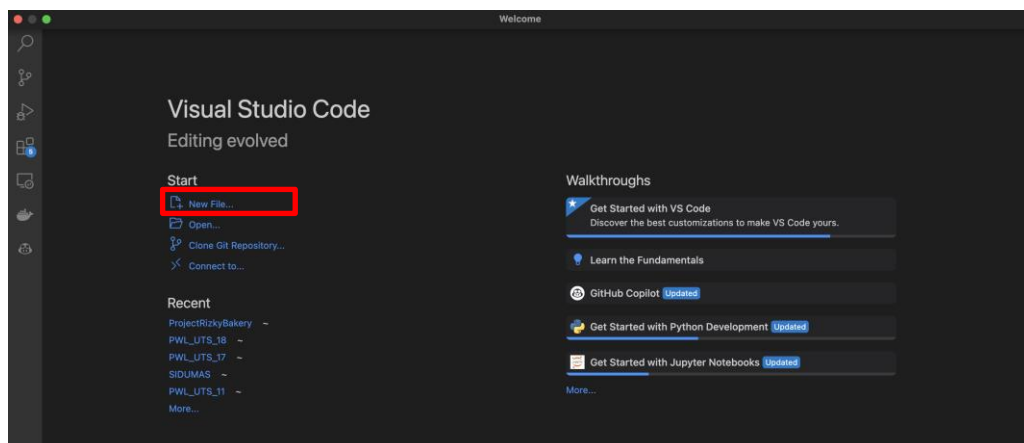 Welcome
Visual Studio Code
Editing evolved
Start
New File...
Open...
Clone Git Repository...
Connect to...
Recent
ProjectRizkyBakery ~
PWL_UTS_18 ~
PWL_UTS_17 ~
SIDUMAS ~
PWL_UTS_11 ~
More...
Walkthroughs
Get Started with VS Code
Discover the best customizations to make VS Code yours.
Learn the Fundamentals
GitHub Copilot Updated
Get Started with Python Development Updated
Get Started with Jupyter Notebooks Updated
More...